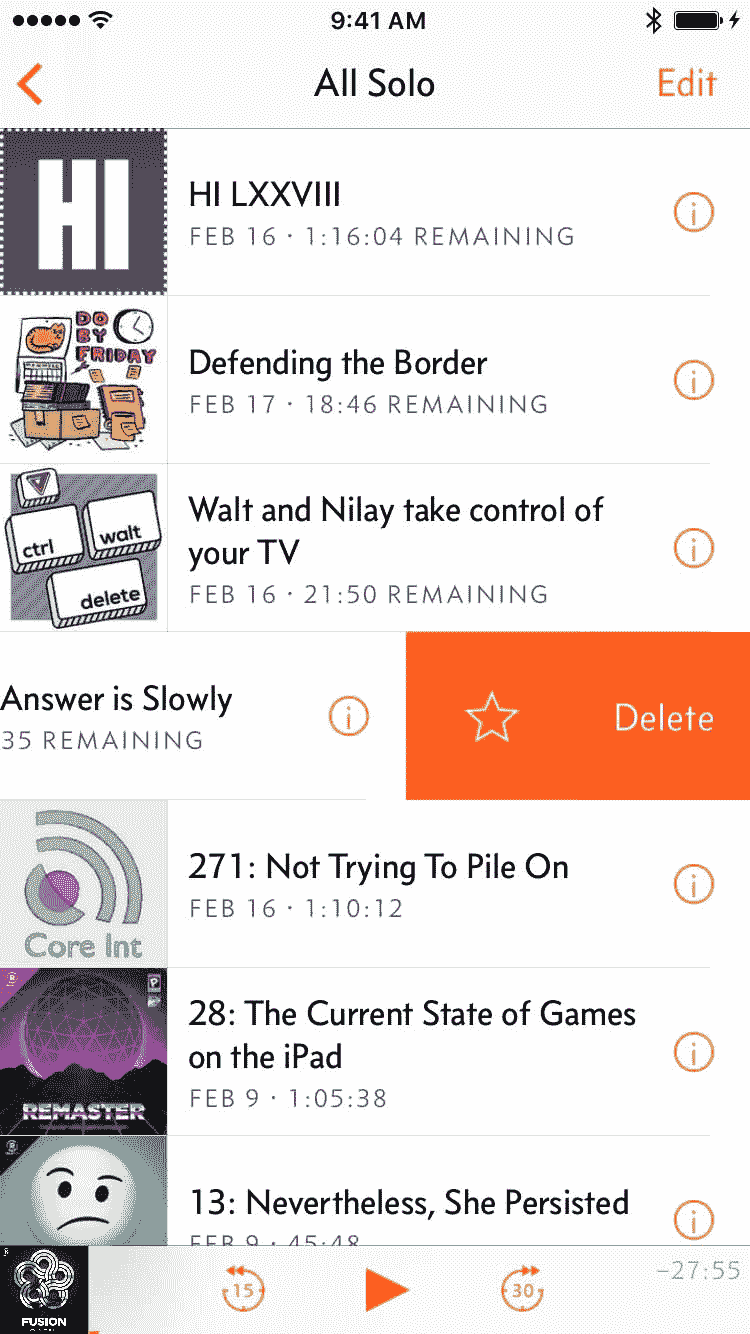 9:41 AM
All Solo
Edit
HI
HI LXXVIII
FEB 16 · 1:16:04 REMAINING
DO
BY
FRIDAY
Defending the Border
FEB 17 · 18:46 REMAINING
ctrl
walt
delete
Walt and Nilay take control of
your TV
FEB 16 · 21:50 REMAINING
Answer is Slowly
35 REMAINING
Delete
Core Int
271: Not Trying To Pile On
FEB 16 · 1:10:12
REMASTER
28: The Current State of Games
on the iPad
FEB 9 · 1:05:38
13: Nevertheless, She Persisted
FEB 9 · 45:48
FUSION
15
30
–27:55